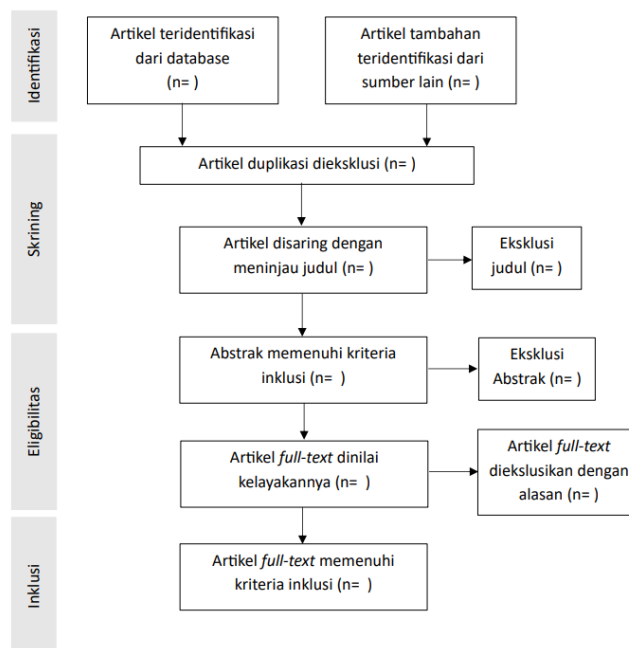 Identifikasi
Artikel teridentifikasi
dari database
(n= )
Artikel tambahan
teridentifikasi dari
sumber lain (n= )
Skrining
Artikel duplikasi dieksklusi (n= )
Artikel disaring dengan
meninjau judul (n= )
Eksklusi
judul (n= )
Eligibilitas
Abstrak memenuhi kriteria
inklusi (n=  )
Eksklusi
Abstrak (n= )
Artikel full-text dinilai
kelayakannya (n=  )
Artikel full-text
diekslusikan dengan
alasan (n= )
Inklusi
Artikel full-text memenuhi
kriteria inklusi (n=  )